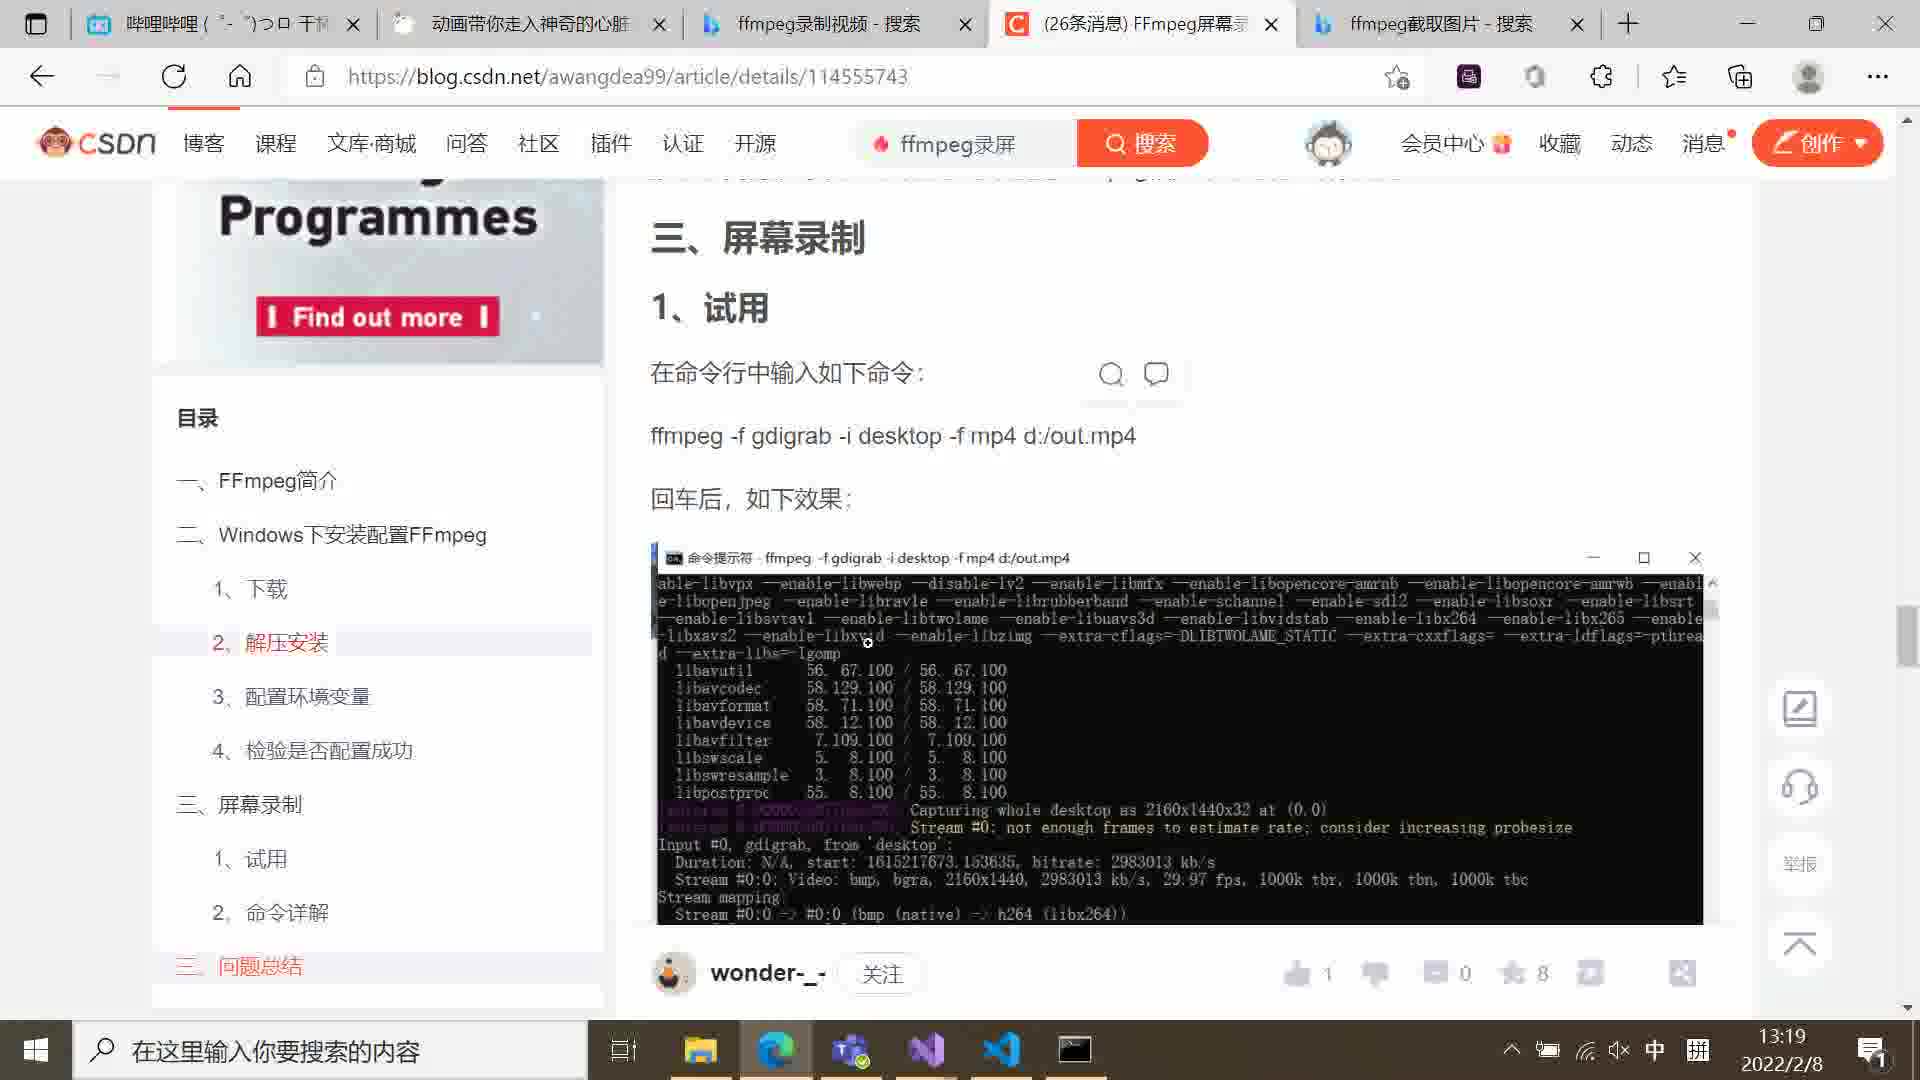 哔哩哔哩 (゜-゜)つロ 干杯
动画带你走入神奇的心脏
ffmpeg录制视频 - 搜索
(26条消息) FFmpeg屏幕录
ffmpeg截取图片 - 搜索
https://blog.csdn.net/awangdea99/article/details/114555743
CSDN
博客
课程
文库·商城
问答
社区
插件
认证
开源
ffmpeg录屏
搜索
会员中心
收藏
动态
消息
创作
Programmes
Find out more
目录
一、FFmpeg简介
二、Windows下安装配置FFmpeg
1、下载
2、解压安装
3、配置环境变量
4、检验是否配置成功
三、屏幕录制
1、试用
2、命令详解
三、问题总结
三、屏幕录制
1、试用
在命令行中输入如下命令：
ffmpeg -f gdigrab -i desktop -f mp4 d:/out.mp4
回车后，如下效果：
命令提示符 - ffmpeg -f gdigrab -i desktop -f mp4 d:/out.mp4
able-libvpx --enable-libwebp --disable-lv2 --enable-libmfx --enable-libopencore-amrnb --enable-libopencore-amrwb --enabl
e-libopenjpeg --enable-librav1e --enable-librubberband --enable-schannel --enable-sdl2 --enable-libsoxr --enable-libsrt
--enable-libsvtav1 --enable-libtwolame --enable-libuavs3d --enable-libvidstab --enable-libx264 --enable-libx265 --enable
-libxavs2 --enable-libxvid --enable-libzimg --extra-cflags=-DLIBTWOLAME_STATIC --extra-cxxflags= --extra-ldflags=-pthrea
d --extra-libs=-lgomp
libavutil 56. 67.100 / 56. 67.100
libavcodec 58.129.100 / 58.129.100
libavformat 58. 71.100 / 58. 71.100
libavdevice 58. 12.100 / 58. 12.100
libavfilter 7.109.100 / 7.109.100
libswscale 5. 8.100 / 5. 8.100
libswresample 3. 8.100 / 3. 8.100
libpostproc 55. 8.100 / 55. 8.100
Capturing whole desktop as 2160x1440x32 at (0,0)
Stream #0: not enough frames to estimate rate; consider increasing probesize
Input #0, gdigrab, from 'desktop':
Duration: N/A, start: 1615217673.153635, bitrate: 2983013 kb/s
Stream #0:0: Video: bmp, bgra, 2160x1440, 2983013 kb/s, 29.97 fps, 1000k tbr, 1000k tbn, 1000k tbc
Stream mapping:
Stream #0:0 -> #0:0 (bmp (native) -> h264 (libx264))
wonder-_-
关注
1
0
8
举报
在这里输入你要搜索的内容
中
拼
13:19
2022/2/8
1